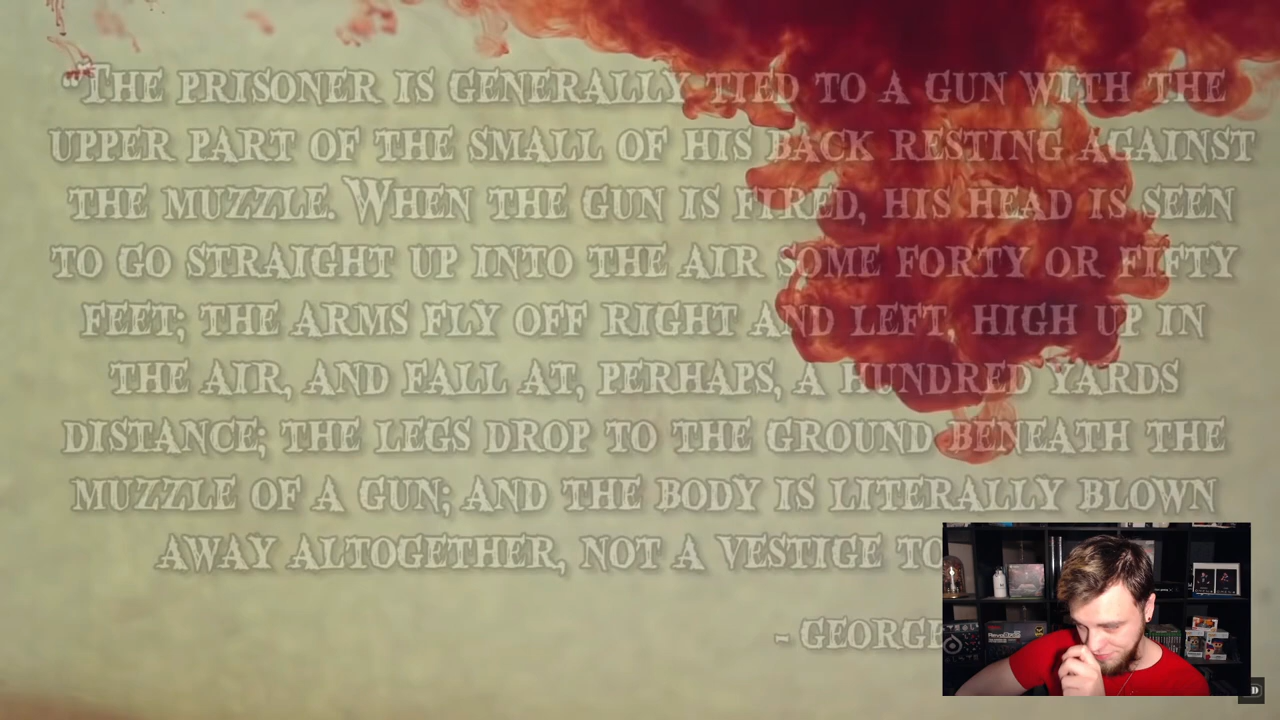 “THE PRISONER IS GENERALLY TIED TO A GUN WITH THE
UPPER PART OF THE SMALL OF HIS BACK RESTING AGAINST
THE MUZZLE. WHEN THE GUN IS FIRED, HIS HEAD IS SEEN
TO GO STRAIGHT UP INTO THE AIR SOME FORTY OR FIFTY
FEET; THE ARMS FLY OFF RIGHT AND LEFT, HIGH UP IN
THE AIR, AND FALL AT, PERHAPS, A HUNDRED YARDS
DISTANCE; THE LEGS DROP TO THE GROUND BENEATH THE
MUZZLE OF A GUN; AND THE BODY IS LITERALLY BLOWN
AWAY ALTOGETHER, NOT A VESTIGE TO
- GEORGE